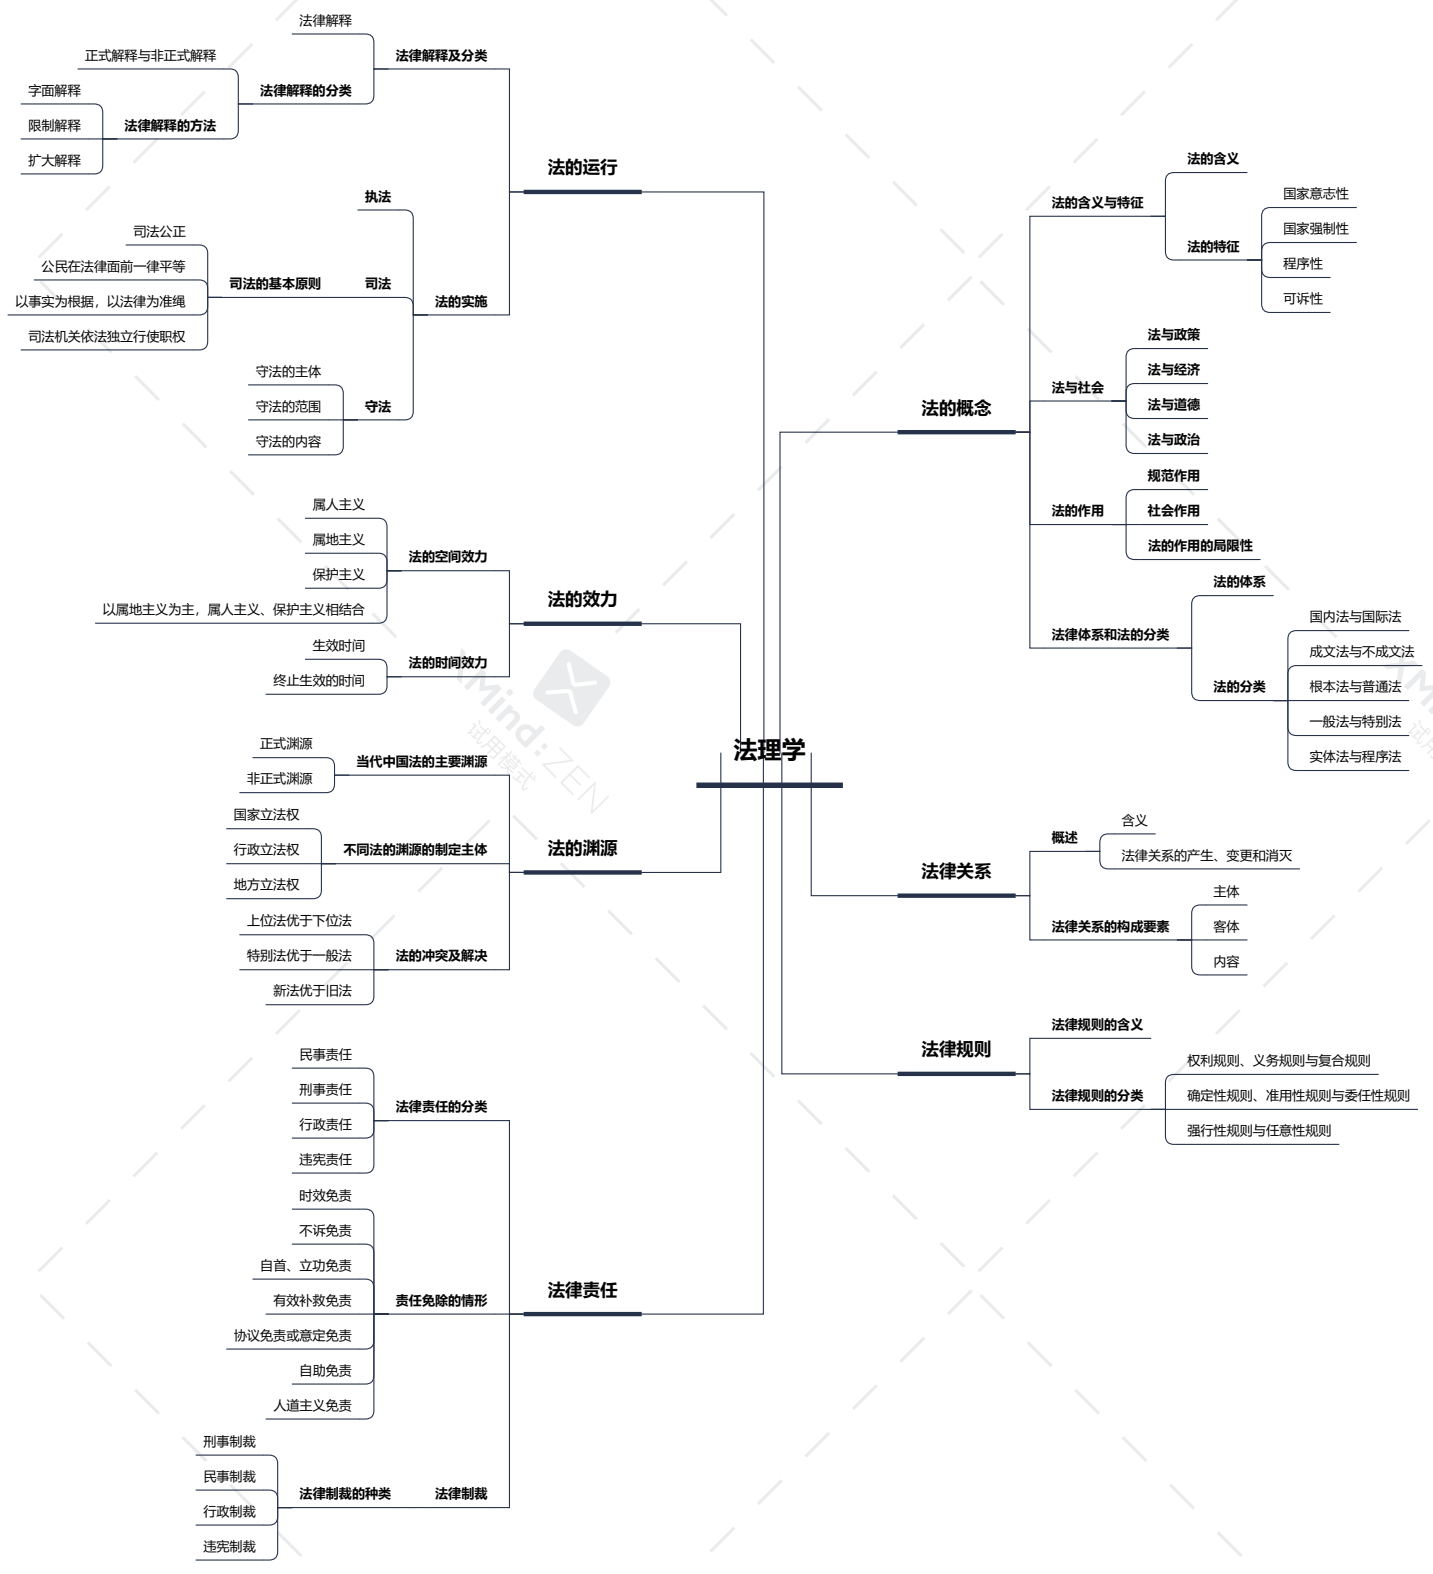 法理学
法的概念
法的含义与特征
法的含义
法的特征
国家意志性
国家强制性
程序性
可诉性
法与社会
法与政策
法与经济
法与道德
法与政治
法的作用
规范作用
社会作用
法的作用的局限性
法律体系和法的分类
法的体系
法的分类
国内法与国际法
成文法与不成文法
根本法与普通法
一般法与特别法
实体法与程序法
法律关系
概述
含义
法律关系的产生、变更和消灭
法律关系的构成要素
主体
客体
内容
法律规则
法律规则的含义
法律规则的分类
权利规则、义务规则与复合规则
确定性规则、准用性规则与委任性规则
强行性规则与任意性规则
法的运行
法律解释及分类
法律解释
法律解释的分类
正式解释与非正式解释
法律解释的方法
字面解释
限制解释
扩大解释
法的实施
执法
司法
司法的基本原则
司法公正
公民在法律面前一律平等
以事实为根据，以法律为准绳
司法机关依法独立行使职权
守法
守法的主体
守法的范围
守法的内容
法的效力
法的空间效力
属人主义
属地主义
保护主义
以属地主义为主，属人主义、保护主义相结合
法的时间效力
生效时间
终止生效的时间
法的渊源
当代中国法的主要渊源
正式渊源
非正式渊源
不同法的渊源的制定主体
国家立法权
行政立法权
地方立法权
法的冲突及解决
上位法优于下位法
特别法优于一般法
新法优于旧法
法律责任
法律责任的分类
民事责任
刑事责任
行政责任
违宪责任
责任免除的情形
时效免责
不诉免责
自首、立功免责
有效补救免责
协议免责或意定免责
自助免责
人道主义免责
法律制裁
法律制裁的种类
刑事制裁
民事制裁
行政制裁
违宪制裁
XMind: ZEN
试用模式
XM
试